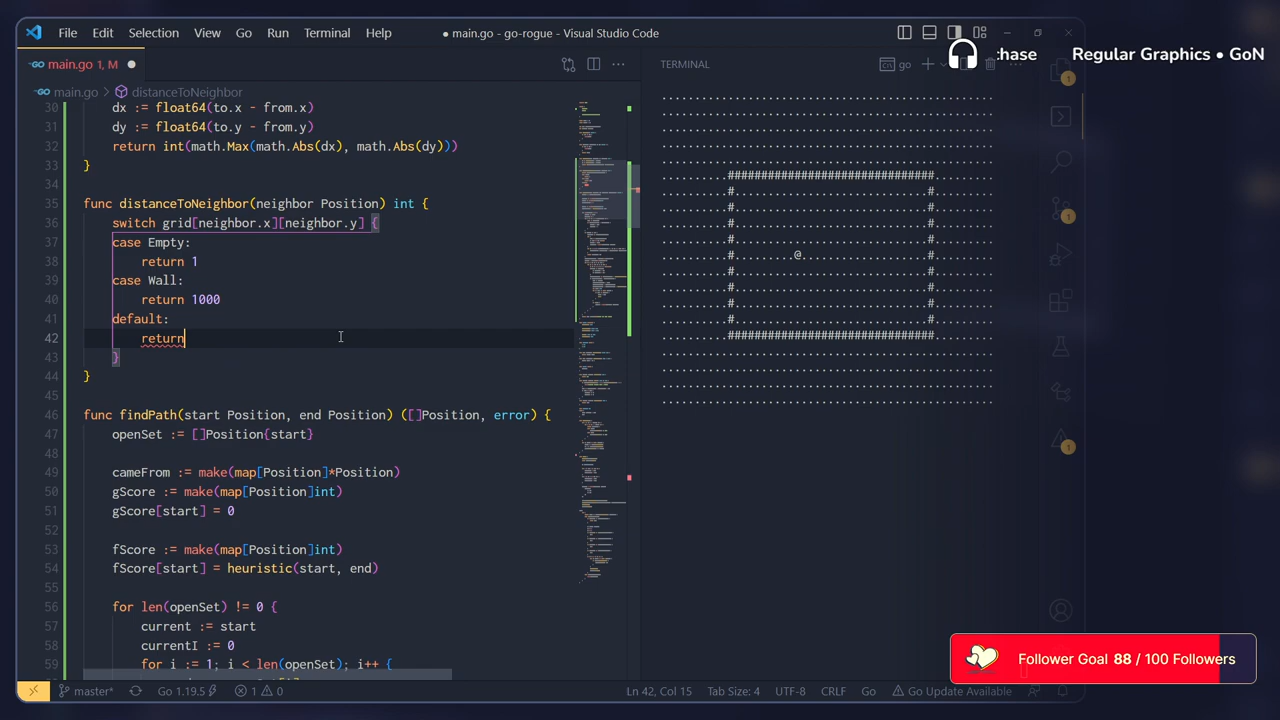 File Edit Selection View Go Run Terminal Help
main.go - go-rogue - Visual Studio Code
chase Regular Graphics • GoN
main.go 1, M
main.go > distanceToNeighbor
30 dx := float64(to.x - from.x)
31 dy := float64(to.y - from.y)
32 return int(math.Max(math.Abs(dx), math.Abs(dy)))
33 }
34
35 func distanceToNeighbor(neighbor Position) int {
36 switch grid[neighbor.x][neighbor.y] {
37 case Empty:
38 return 1
39 case Wall:
40 return 1000
41 default:
42 return
43 }
44 }
45
46 func findPath(start Position, end Position) ([]Position, error) {
47 openSet := []Position{start}
48
49 cameFrom := make(map[Position]*Position)
50 gScore := make(map[Position]int)
51 gScore[start] = 0
52
53 fScore := make(map[Position]int)
54 fScore[start] = heuristic(start, end)
55
56 for len(openSet) != 0 {
57 current := start
58 currentI := 0
59 for i := 1; i < len(openSet); i++ {
TERMINAL
go
@
Follower Goal 88 / 100 Followers
master* Go 1.19.5 1 0
Ln 42, Col 15 Tab Size: 4 UTF-8 CRLF Go Go Update Available